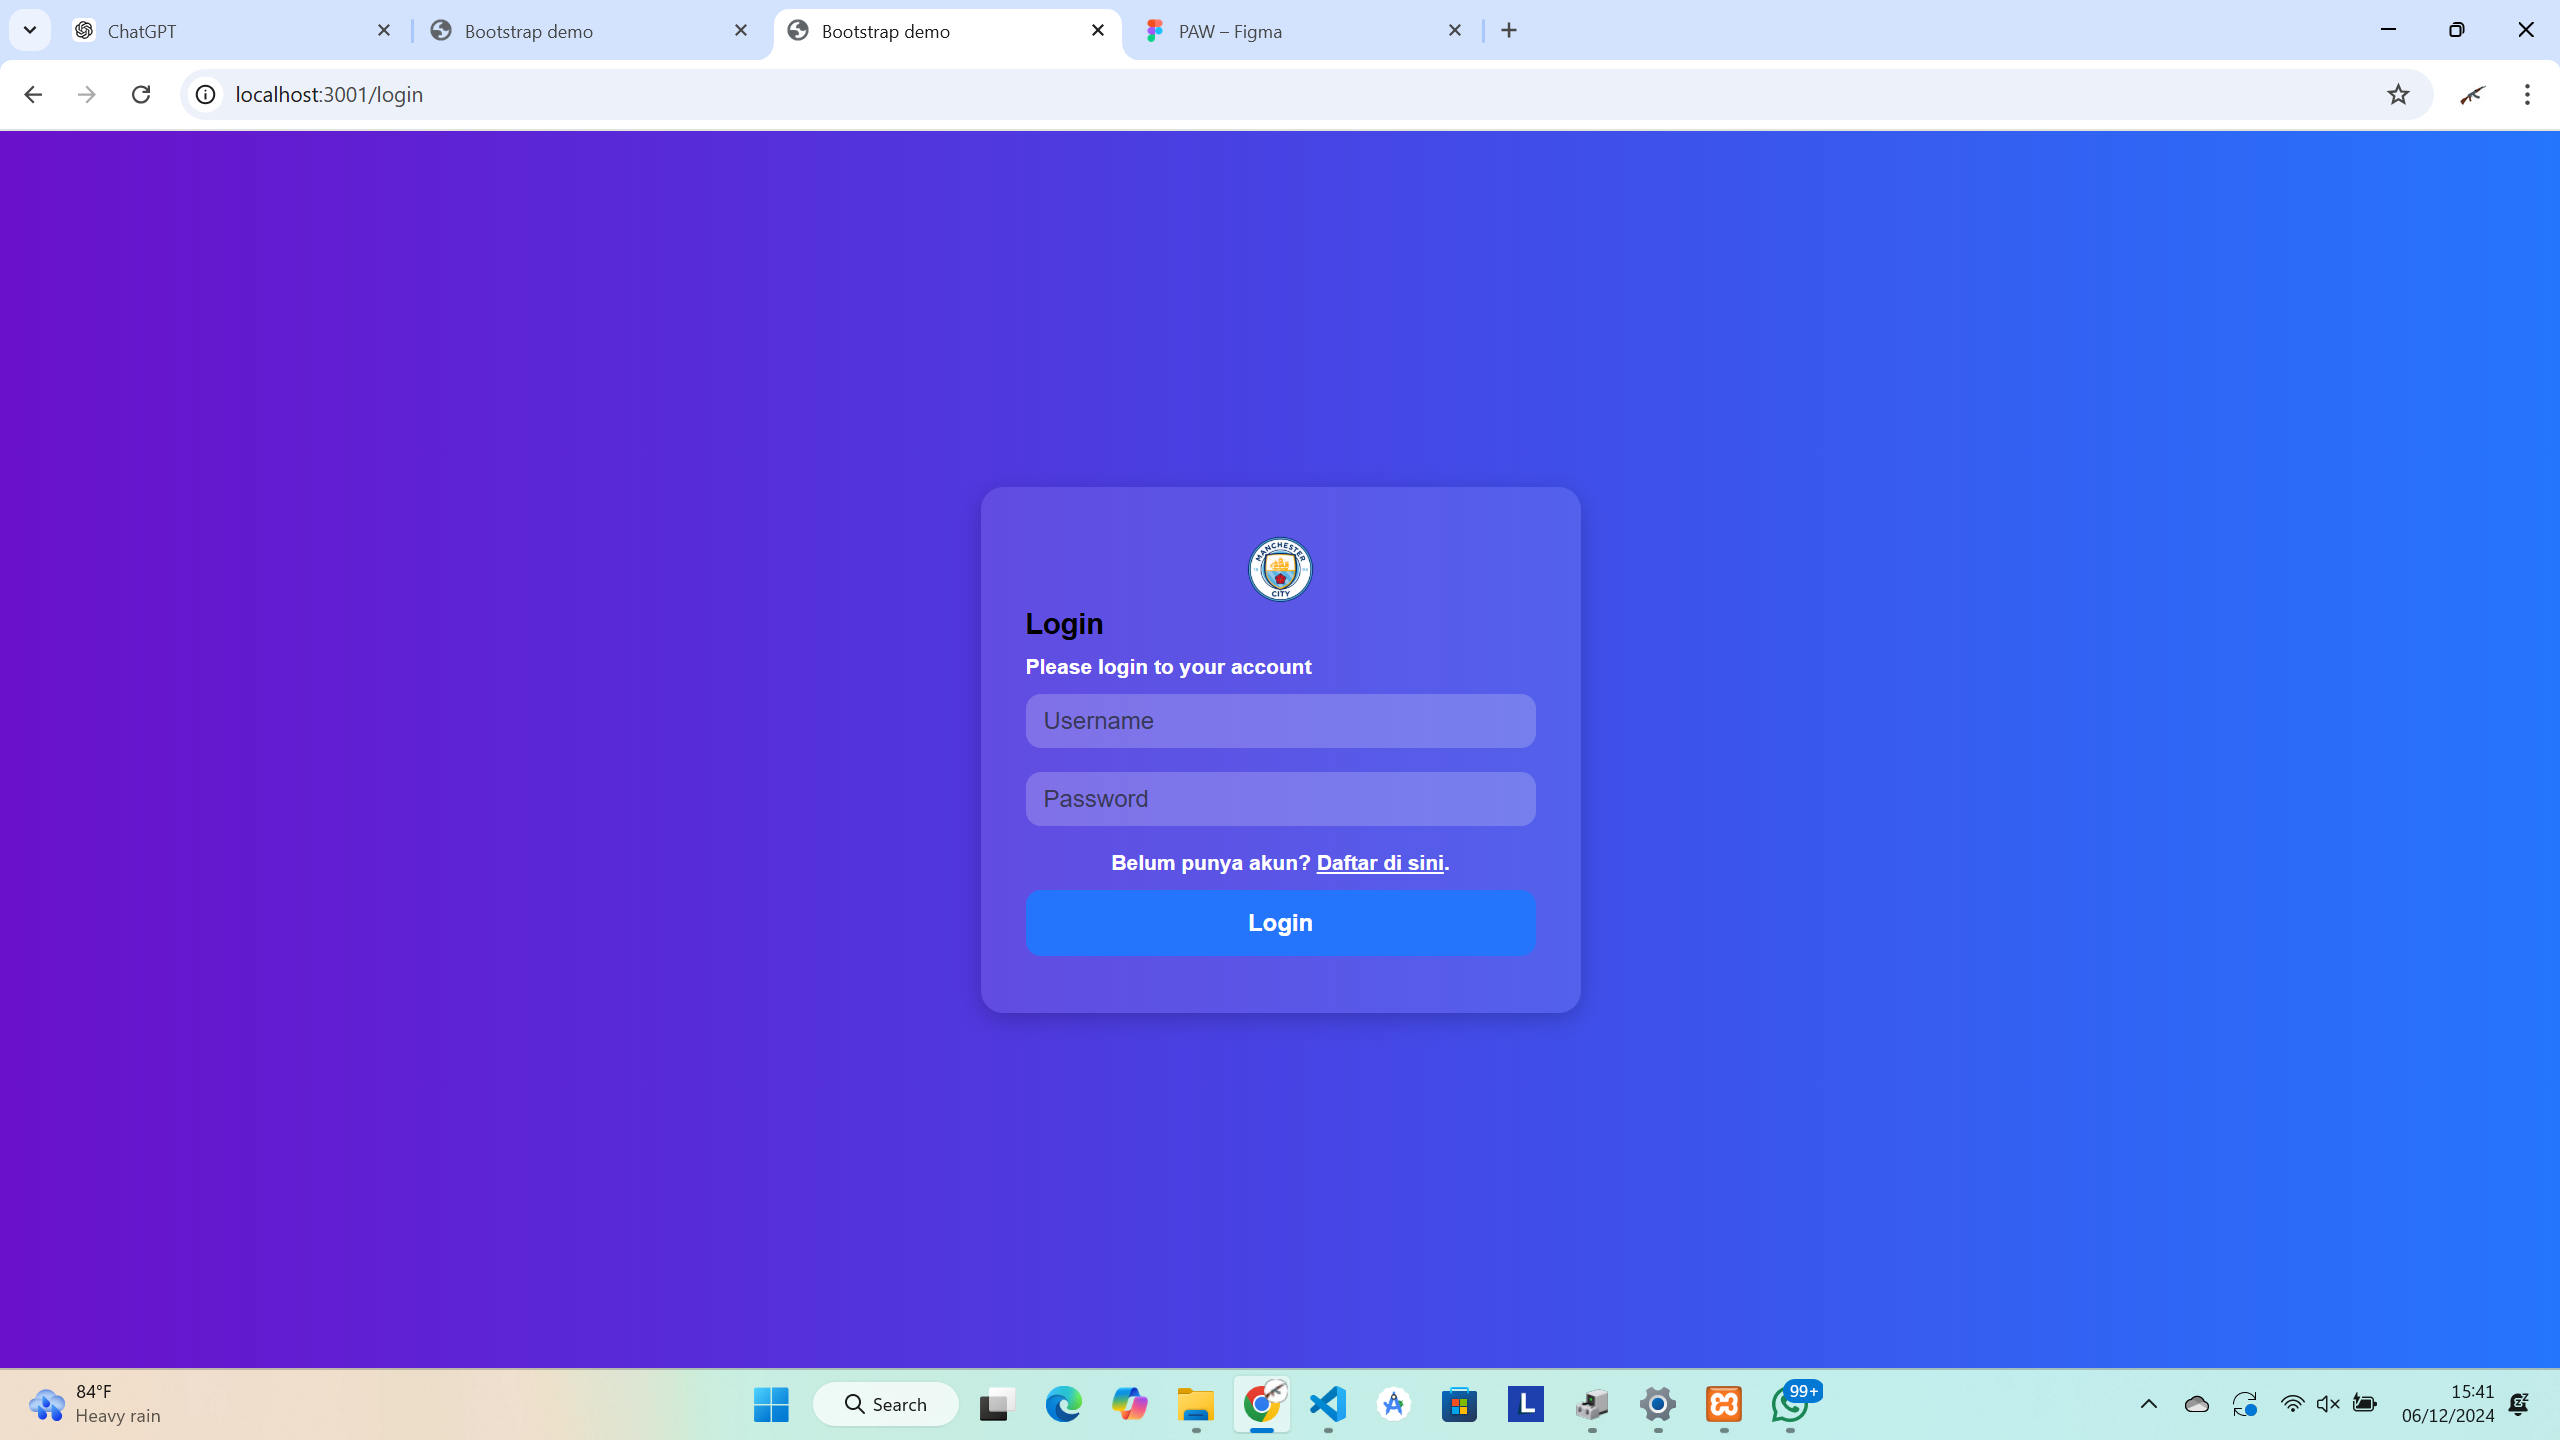 ChatGPT
Bootstrap demo
Bootstrap demo
PAW – Figma
localhost:3001/login
MANCHESTER
CITY
Login
Please login to your account
Username
Password
Belum punya akun? Daftar di sini.
Login
84°F
Heavy rain
Search
L
99+
15:41
06/12/2024